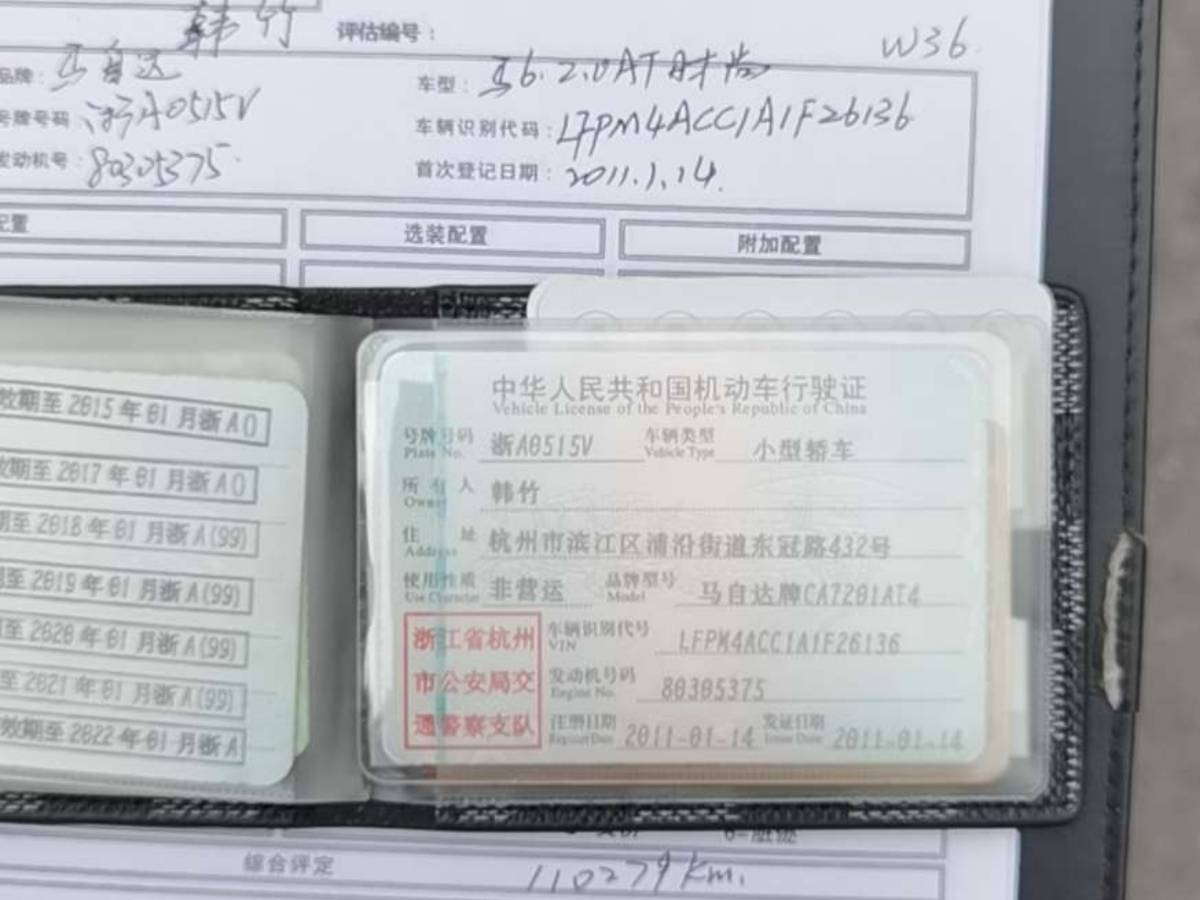 韩竹 评估编号： W36
品牌：马自达 车型：马6.2.0AT时尚
号牌号码 浙A0515V 车辆识别代码：LFPM4ACC1A1F26136
发动机号：80305375 首次登记日期：2011.1.14.
配置 选装配置 附加配置
效期至2015年01月浙A0
效期至2017年01月浙A0
期至2018年01月浙A(99)
至2019年01月浙A(99)
至2020年01月浙A(99)
至2021年01月浙A(99)
效期至2022年01月浙A
中华人民共和国机动车行驶证
Vehicle License of the People's Republic of China
号牌号码 浙A0515V 车辆类型 小型轿车
Plate No. Vehicle Type
所有人 韩竹
Owner
住址 杭州市滨江区浦沿街道东冠路432号
Address
使用性质 非营运 品牌型号 马自达牌CA7201AT4
Use Character Model
浙江省杭州
市公安局交
通警察支队
车辆识别代号 LFPM4ACC1A1F26136
VIN
发动机号码 80305375
Engine No.
注册日期 2011-01-14 发证日期 2011-01-14
Register Date Issue Date
综合评定 110279km.